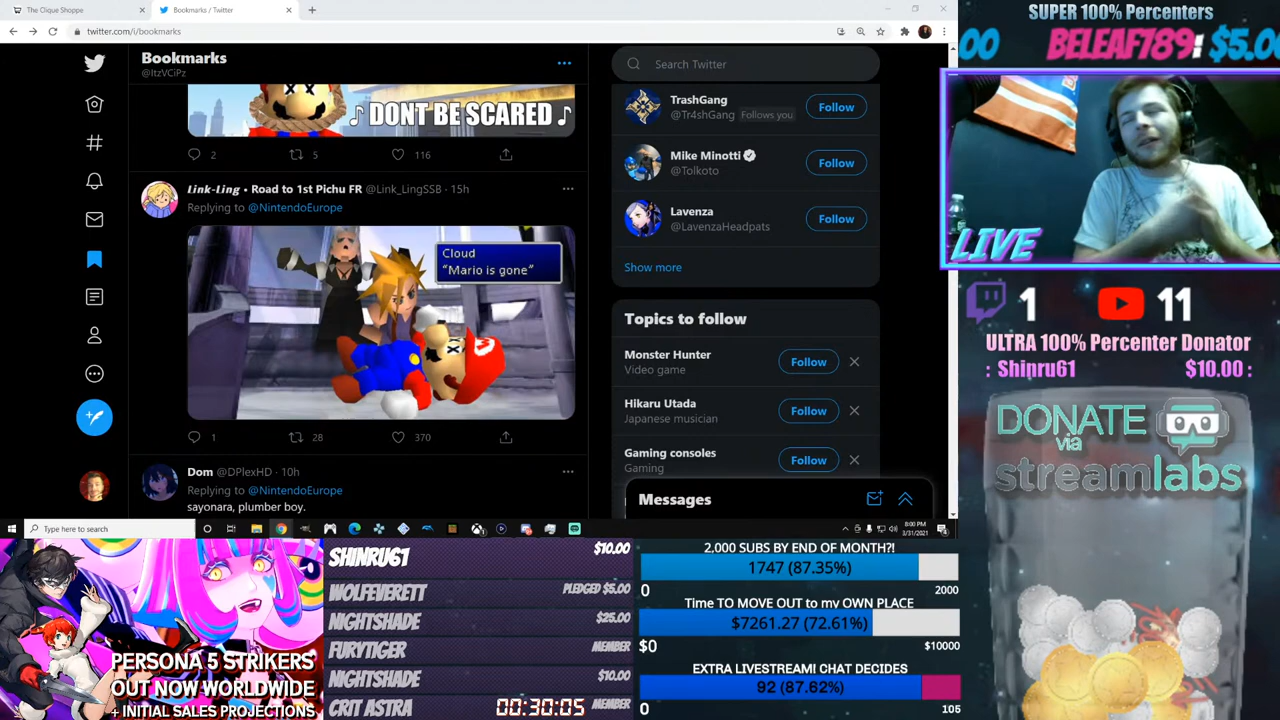 The Clique Shoppe
Bookmarks / Twitter
twitter.com/i/bookmarks
Bookmarks
@ItzVCiPz
♪ DONT BE SCARED ♪
2
5
116
Link-Ling • Road to 1st Pichu FR @Link_LingSSB · 15h
Replying to @NintendoEurope
Cloud
"Mario is gone"
1
28
370
Dom @DPlexHD · 10h
Replying to @NintendoEurope
sayonara, plumber boy.
Search Twitter
TrashGang
@Tr4shGang Follows you
Follow
Mike Minotti
@Tolkoto
Follow
Lavenza
@LavenzaHeadpats
Follow
Show more
Topics to follow
Monster Hunter
Video game
Follow
Hikaru Utada
Japanese musician
Follow
Gaming consoles
Gaming
Follow
Messages
Type here to search
8:00 PM
3/31/2021
SUPER 100% Percenters
00 BELEAF789: $5.0
LIVE
1 11
ULTRA 100% Percenter Donator
: Shinru61 $10.00 :
DONATE
via
streamlabs
PERSONA 5 STRIKERS
OUT NOW WORLDWIDE
+ INITIAL SALES PROJECTIONS
SHINRU61 $10.00
WOLFEVERETT PLEDGED $5.00
NIGHTSHADE $25.00
FURYTIGER MEMBER
NIGHTSHADE $10.00
CRIT ASTRA MEMBER
00:30:05
2,000 SUBS BY END OF MONTH?!
1747 (87.35%)
0 2000
Time TO MOVE OUT to my OWN PLACE
$7261.27 (72.61%)
$0 $10000
EXTRA LIVESTREAM! CHAT DECIDES
92 (87.62%)
0 105